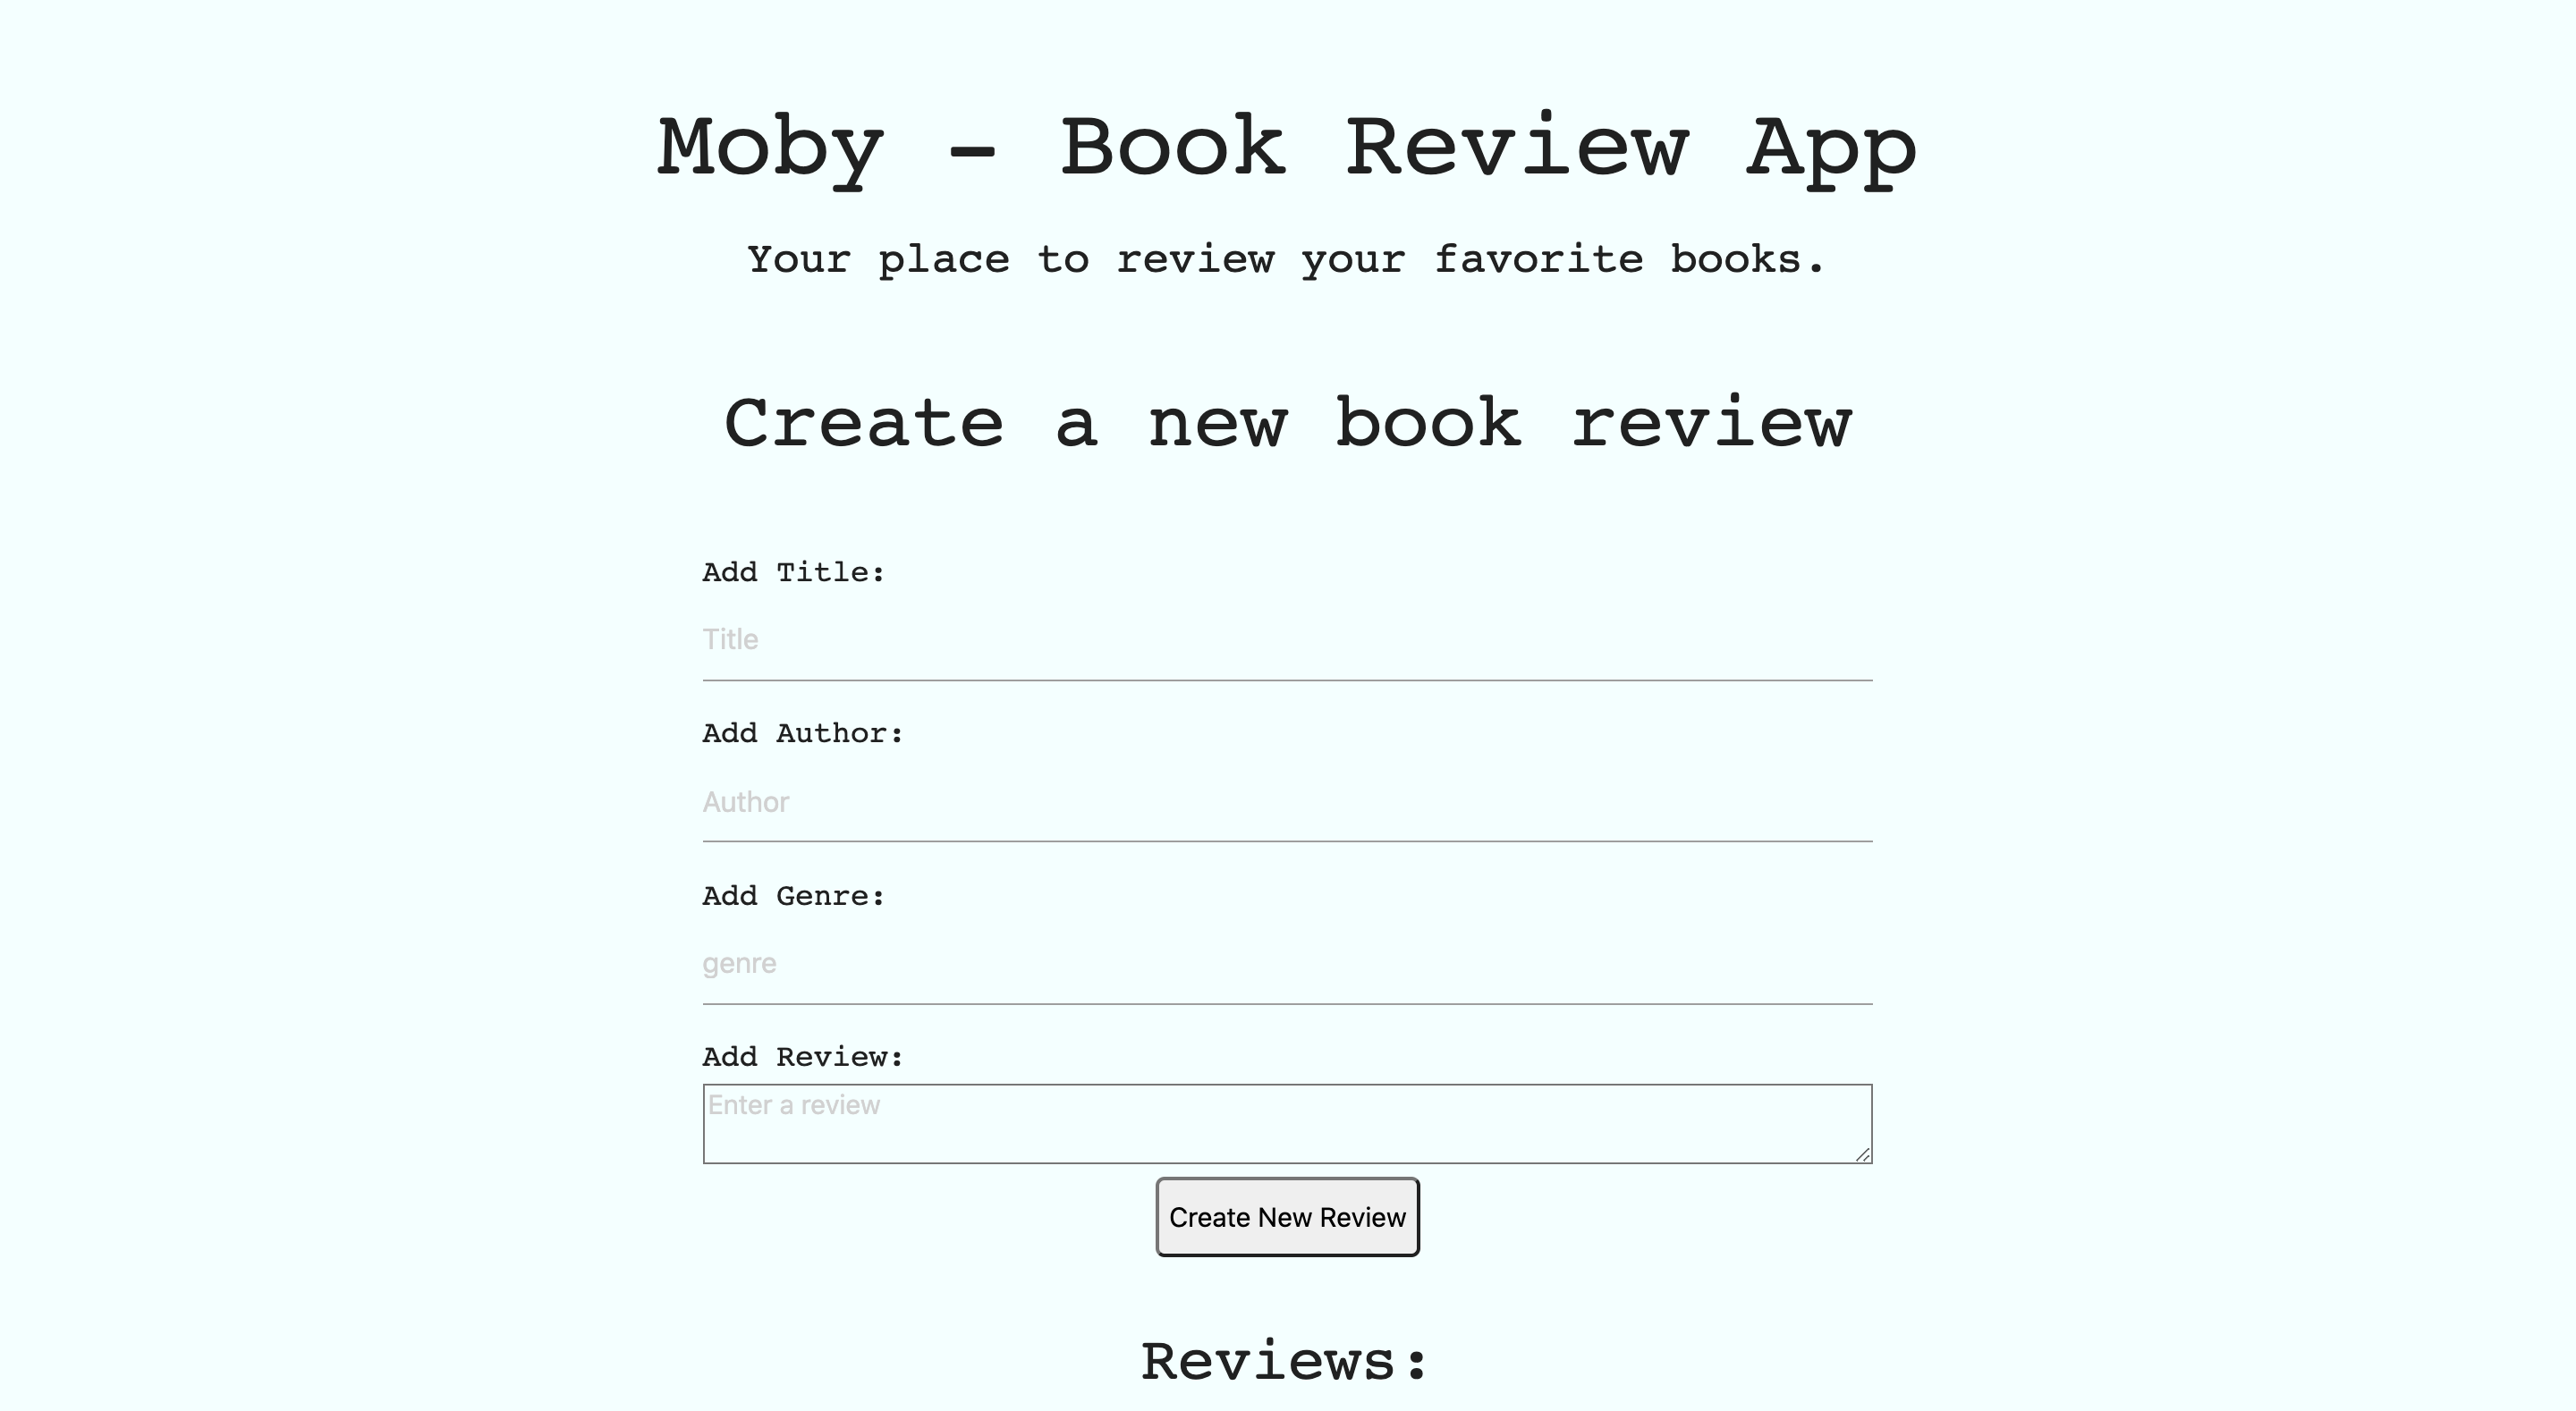 Moby - Book Review App
Your place to review your favorite books.
Create a new book review
Add Title:
Title
Add Author:
Author
Add Genre:
genre
Add Review:
Enter a review
Create New Review
Reviews: